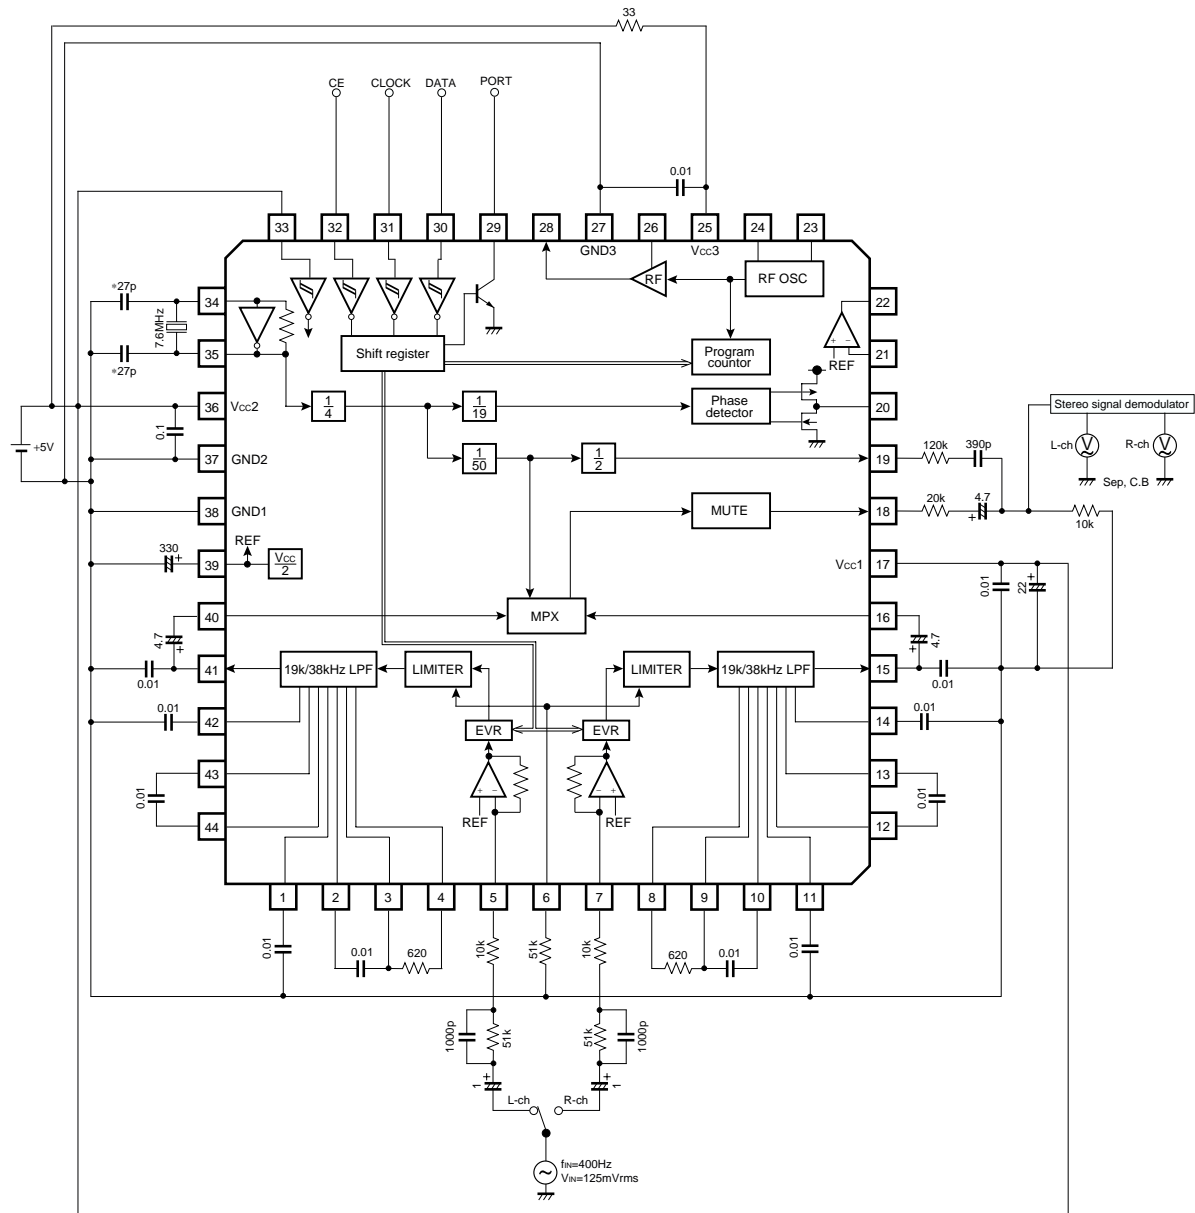 33
CE
CLOCK
DATA
PORT
0.01
33
32
31
30
29
28
27
26
25
24
23
GND3
Vcc3
*27p
34
7.6MHz
35
*27p
RF
RF OSC
22
21
+
−
REF
Shift register
Program
countor
36
Vcc2
0.1
+5V
37
GND2
1
4
1
19
Phase
detector
20
Stereo signal demodulator
L-ch
V
R-ch
V
Sep, C.B
1
50
1
2
19
120k
390p
38
GND1
MUTE
18
20k
4.7
+
10k
REF
330
+
39
Vcc
2
Vcc1
17
0.01
22
+
40
MPX
16
4.7
+
4.7
+
0.01
41
19k/38kHz LPF
LIMITER
LIMITER
19k/38kHz LPF
15
0.01
0.01
42
EVR
EVR
14
0.01
43
0.01
44
+
−
REF
−
+
REF
13
0.01
12
1
2
3
4
5
6
7
8
9
10
11
0.01
0.01
620
10k
51k
10k
620
0.01
0.01
1000p
51k
51k
1000p
+
1
+
1
L-ch
R-ch
fIN=400Hz
VIN=125mVrms